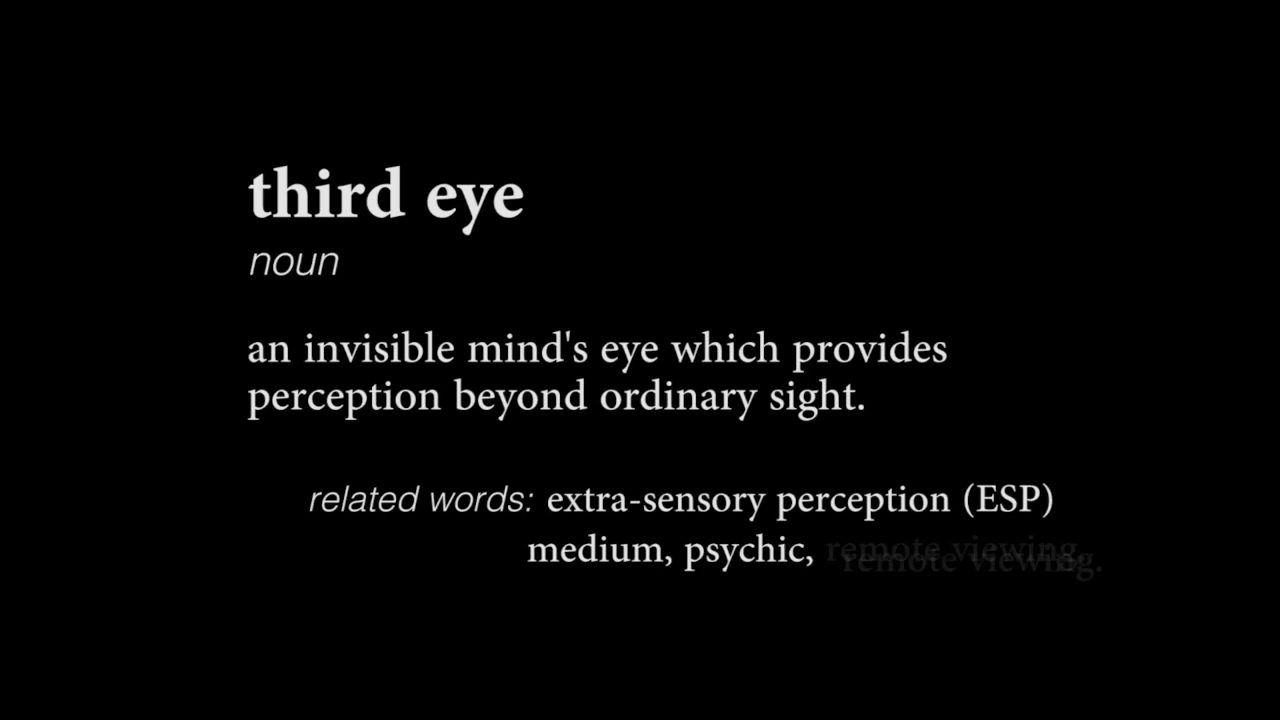 third eye
noun
an invisible mind's eye which provides
perception beyond ordinary sight.
related words: extra-sensory perception (ESP)
medium, psychic, remote viewing.